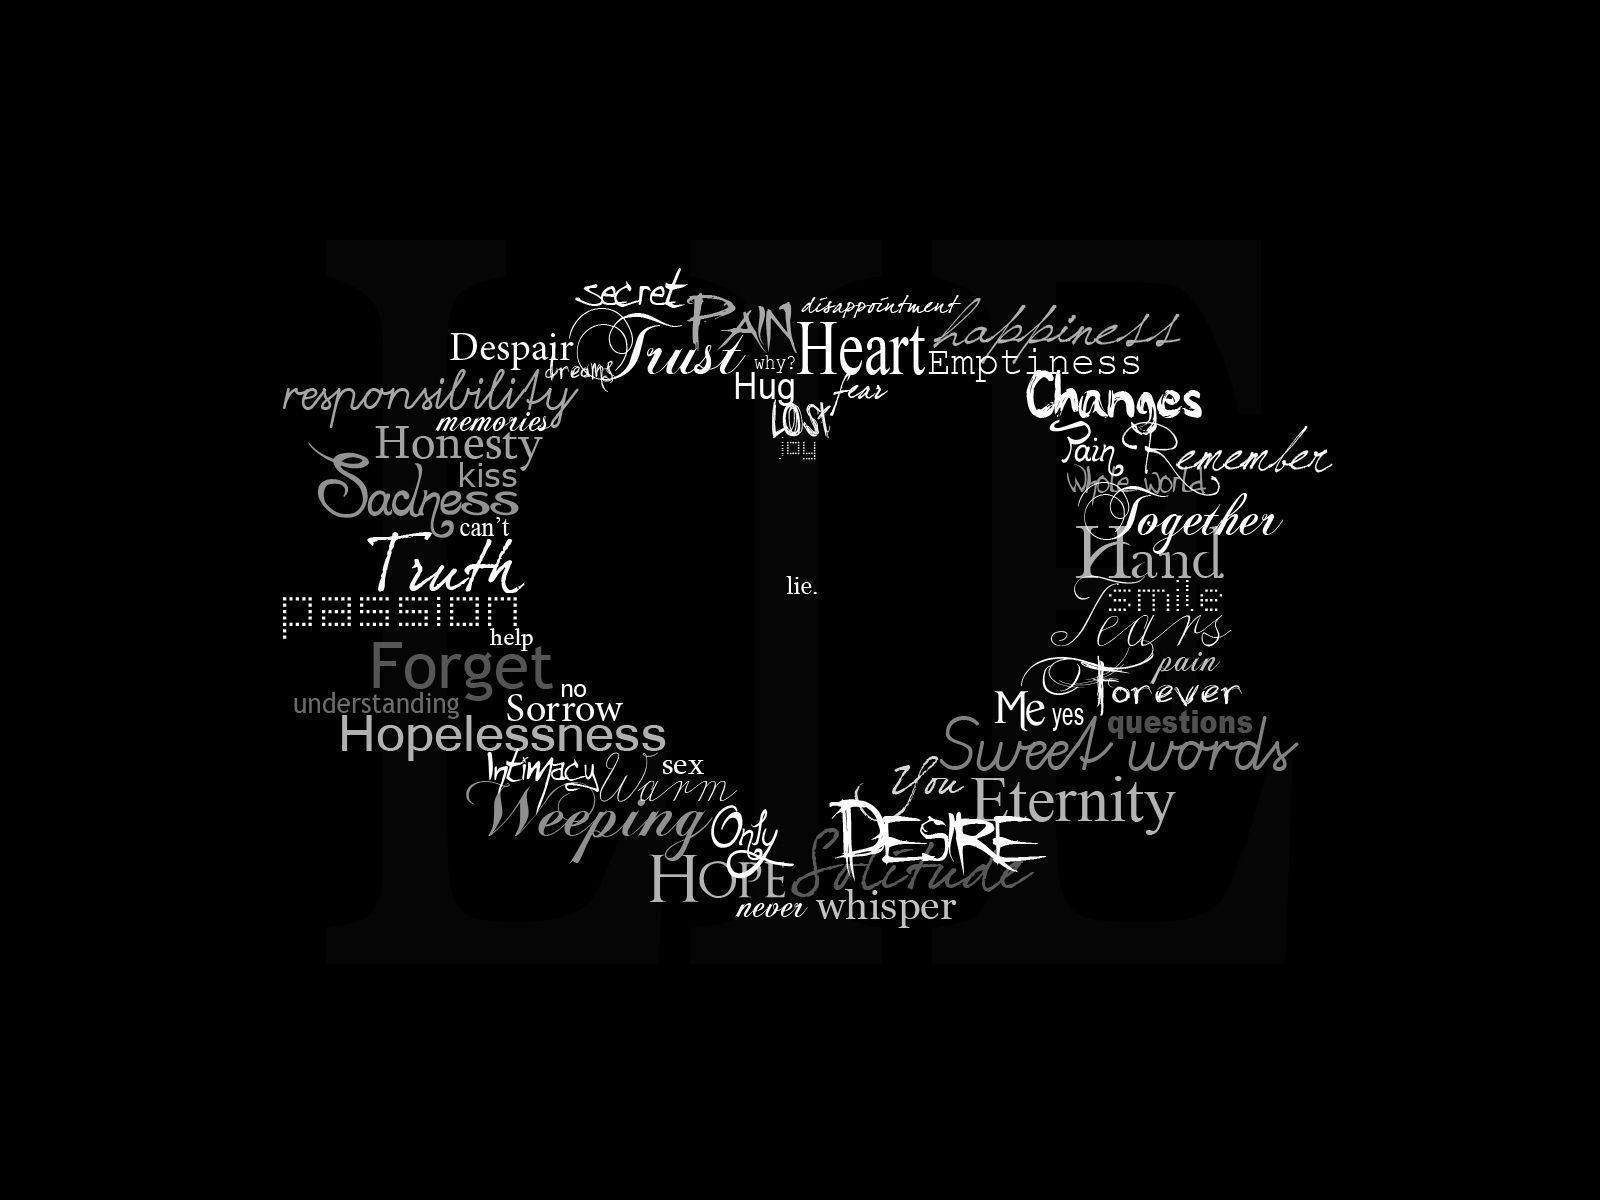 secret
PAIN
disappointment
happiness
Despair
dreams
Trust
why?
Heart
Emptiness
responsibility
Hug
fear
Changes
memories
Lost
Honesty
joy
Pain
Remember
kiss
Sadness
whole world
can't
Together
Truth
Hand
lie.
smile
passion
Tears
help
Forget
pain
no
Forever
understanding
Sorrow
Me
yes
questions
Hopelessness
Sweet words
Intimacy
Warm
sex
You
Eternity
Weeping
Only
DESIRE
HOPE
Solitude
never
whisper
LIE